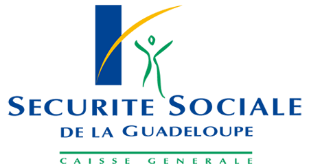 SECURITE SOCIALE
DE LA GUADELOUPE
CAISSE GENERALE